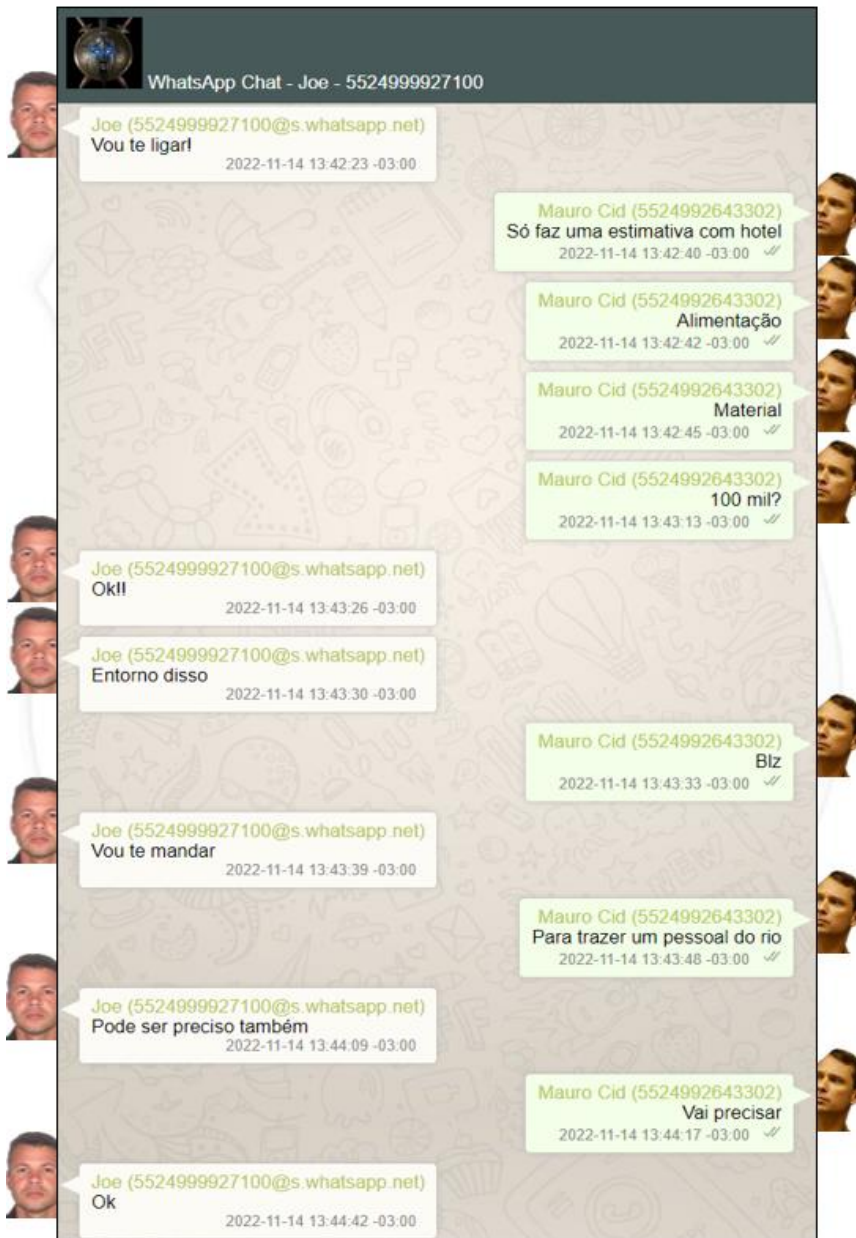 WhatsApp Chat - Joe - 5524999927100
Joe (5524999927100@s.whatsapp.net)
Vou te ligar!
2022-11-14 13:42:23 -03:00
Mauro Cid (5524992643302)
Só faz uma estimativa com hotel
2022-11-14 13:42:40 -03:00
Mauro Cid (5524992643302)
Alimentação
2022-11-14 13:42:42 -03:00
Mauro Cid (5524992643302)
Material
2022-11-14 13:42:45 -03:00
Mauro Cid (5524992643302)
100 mil?
2022-11-14 13:43:13 -03:00
Joe (5524999927100@s.whatsapp.net)
Ok!!
2022-11-14 13:43:26 -03:00
Joe (5524999927100@s.whatsapp.net)
Entorno disso
2022-11-14 13:43:30 -03:00
Mauro Cid (5524992643302)
Blz
2022-11-14 13:43:33 -03:00
Joe (5524999927100@s.whatsapp.net)
Vou te mandar
2022-11-14 13:43:39 -03:00
Mauro Cid (5524992643302)
Para trazer um pessoal do rio
2022-11-14 13:43:48 -03:00
Joe (5524999927100@s.whatsapp.net)
Pode ser preciso também
2022-11-14 13:44:09 -03:00
Mauro Cid (5524992643302)
Vai precisar
2022-11-14 13:44:17 -03:00
Joe (5524999927100@s.whatsapp.net)
Ok
2022-11-14 13:44:42 -03:00